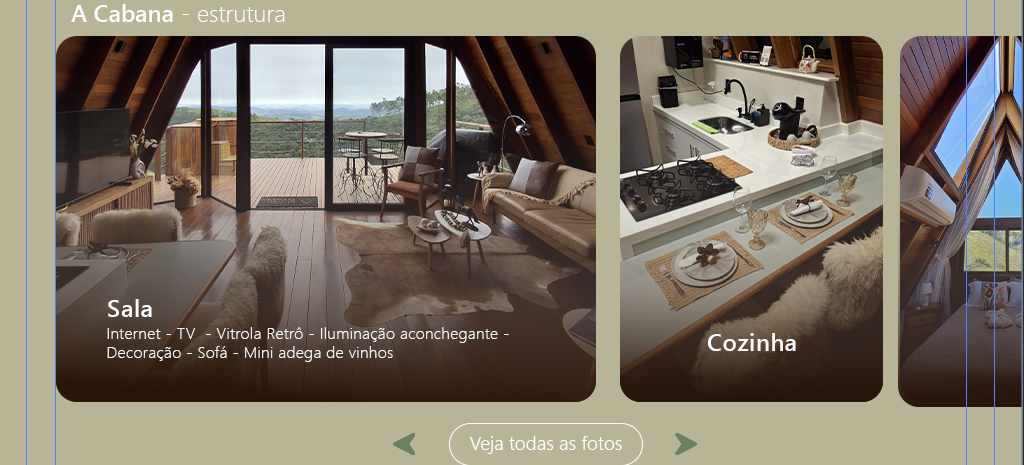 A Cabana - estrutura
Sala
Internet - TV - Vitrola Retrô - Iluminação aconchegante -
Decoração - Sofá - Mini adega de vinhos
Cozinha
Veja todas as fotos